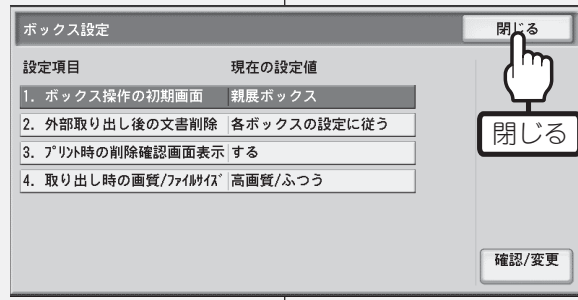 ボックス設定 閉じる
設定項目 現在の設定値
1. ボックス操作の初期画面 親展ボックス
2. 外部取り出し後の文書削除 各ボックスの設定に従う
3. プリント時の削除確認画面表示 する
4. 取り出し時の画質/ファイルサイズ 高画質/ふつう
閉じる
確認/変更